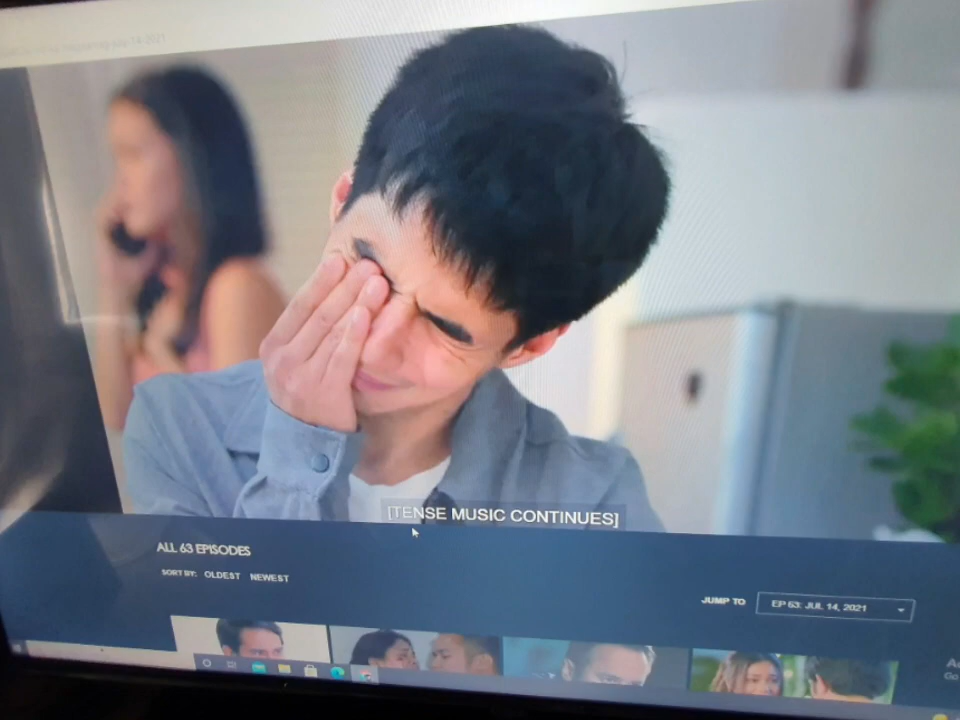 [TENSE MUSIC CONTINUES]
ALL 63 EPISODES
SORT BY: OLDEST NEWEST
JUMP TO EP 63: JUL 14, 2021